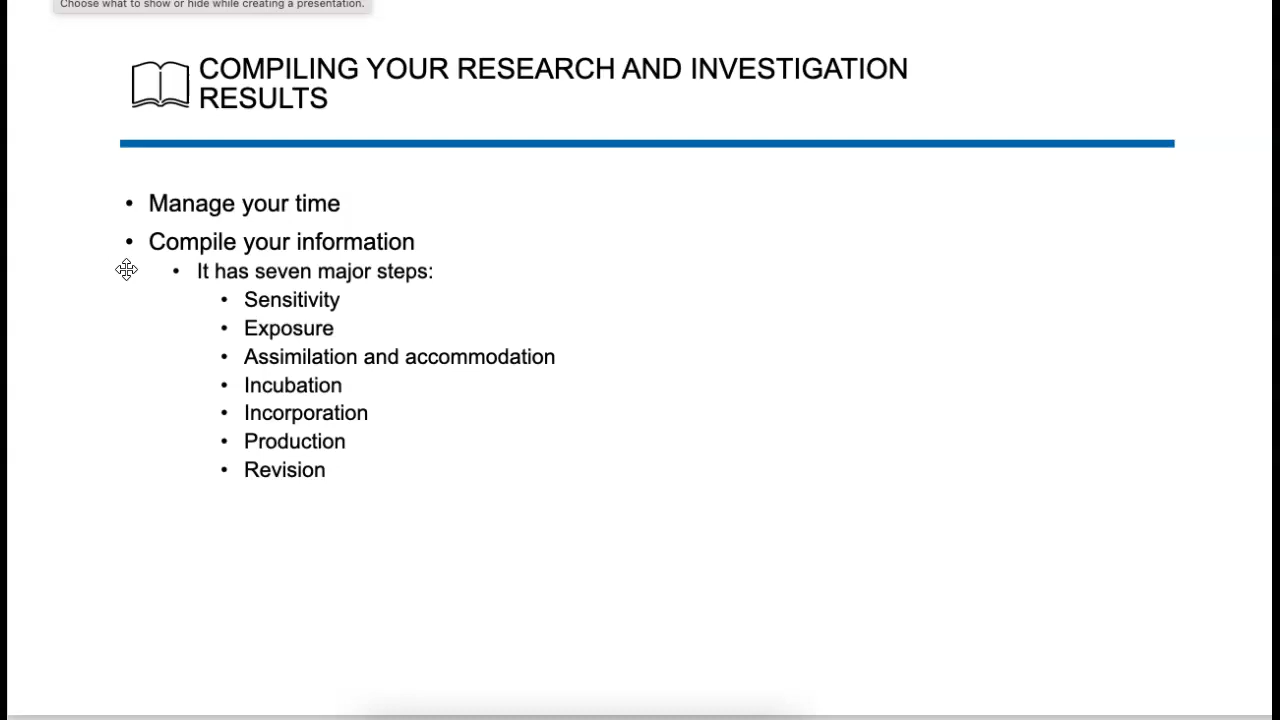 Choose what to show or hide while creating a presentation.
COMPILING YOUR RESEARCH AND INVESTIGATION
RESULTS
• Manage your time
• Compile your information
• It has seven major steps:
• Sensitivity
• Exposure
• Assimilation and accommodation
• Incubation
• Incorporation
• Production
• Revision